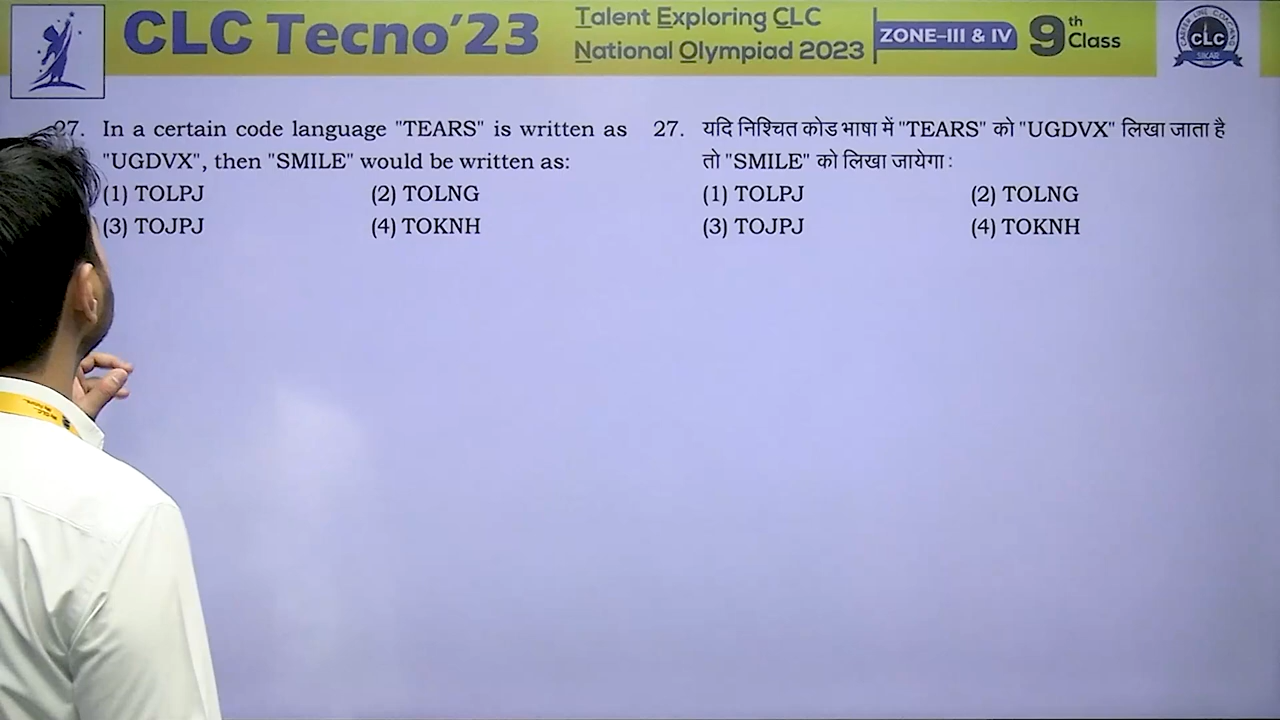 CLC Tecno'23
Talent Exploring CLC
National Olympiad 2023
ZONE–III & IV
9th Class
CLC
SIKAR
27. In a certain code language "TEARS" is written as
"UGDVX", then "SMILE" would be written as:
(1) TOLPJ (2) TOLNG
(3) TOJPJ (4) TOKNH
27. यदि निश्चित कोड भाषा में "TEARS" को "UGDVX" लिखा जाता है
तो "SMILE" को लिखा जायेगा :
(1) TOLPJ (2) TOLNG
(3) TOJPJ (4) TOKNH